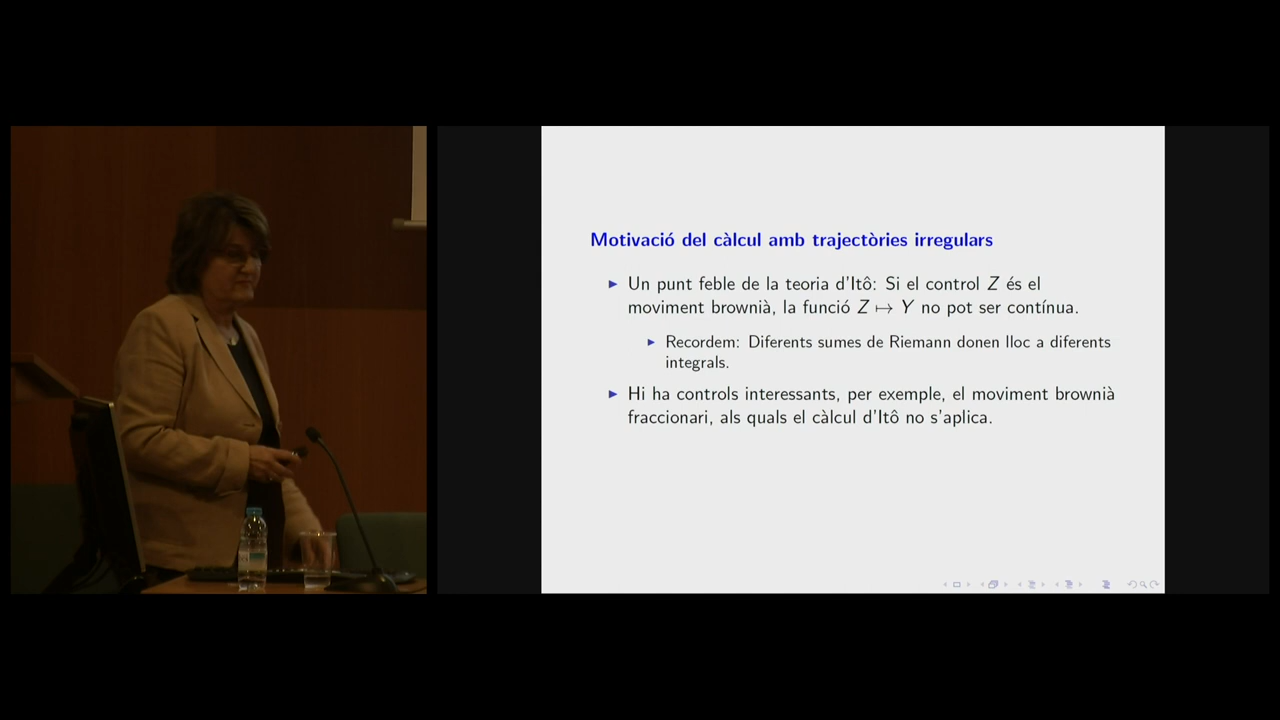 Motivació del càlcul amb trajectòries irregulars
Un punt feble de la teoria d'Itô: Si el control Z és el
moviment brownià, la funció Z ↦ Y no pot ser contínua.
Recordem: Diferents sumes de Riemann donen lloc a diferents
integrals.
Hi ha controls interessants, per exemple, el moviment brownià
fraccionari, als quals el càlcul d'Itô no s'aplica.